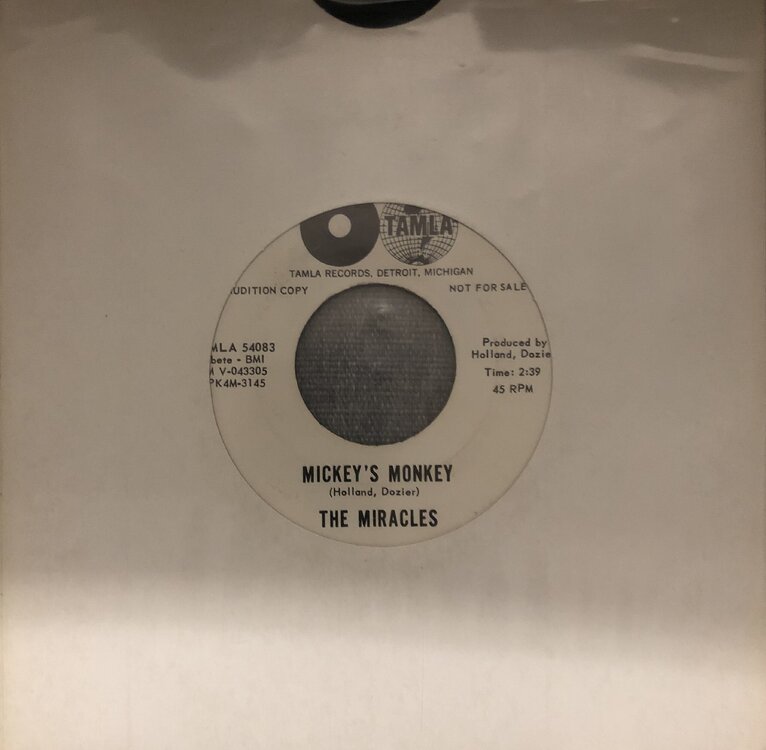 TAMLA
TAMLA RECORDS, DETROIT, MICHIGAN
UDITION COPY
NOT FOR SALE
MLA 54083
bete - BMI
M V-043305
PK4M-3145
Produced by
Holland, Dozie
Time: 2:39
45 RPM
MICKEY'S MONKEY
(Holland, Dozier)
THE MIRACLES